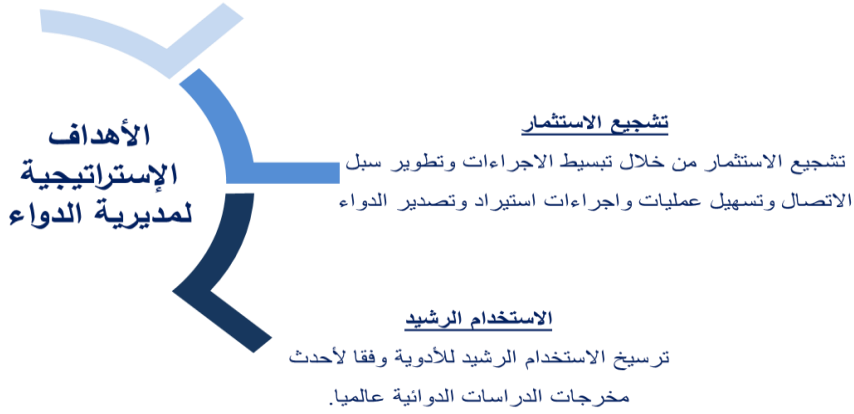 الأهداف
الإستراتيجية
لمديرية الدواء
تشجيع الاستثمار
تشجيع الاستثمار من خلال تبسيط الاجراءات وتطوير سبل
الاتصال وتسهيل عمليات واجراءات استيراد وتصدير الدواء
الاستخدام الرشيد
ترسيخ الاستخدام الرشيد للأدوية وفقا لأحدث
مخرجات الدراسات الدوائية عالميا.